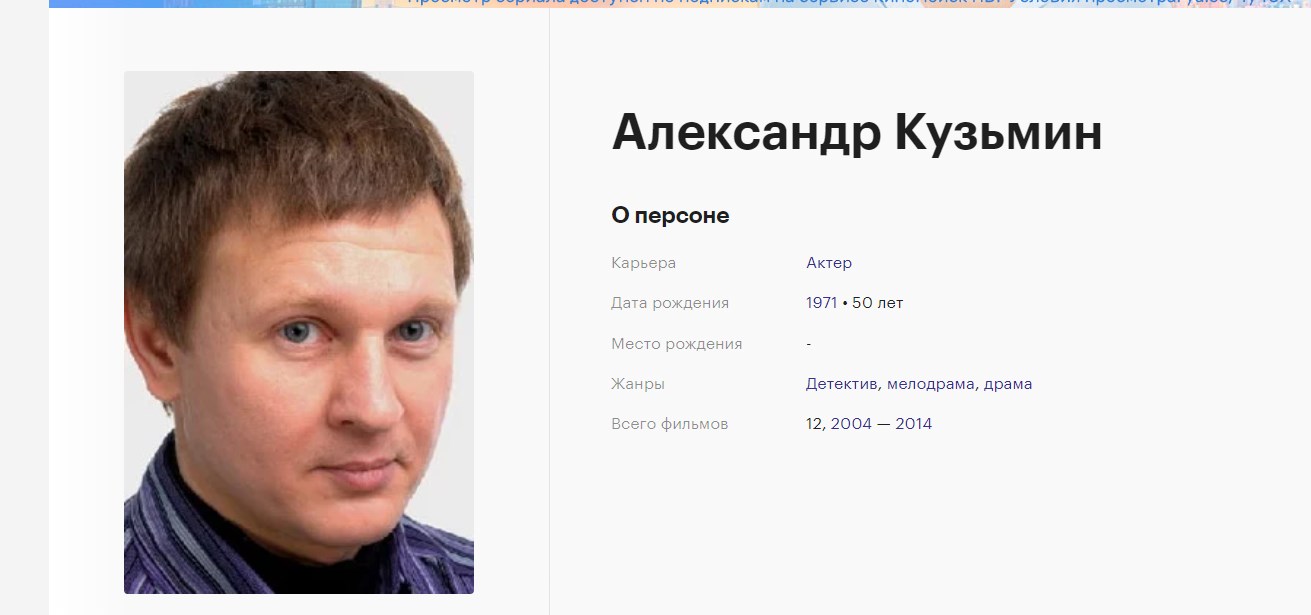 Александр Кузьмин
О персоне
Карьера Актер
Дата рождения 1971 • 50 лет
Место рождения -
Жанры Детектив, мелодрама, драма
Всего фильмов 12, 2004 — 2014